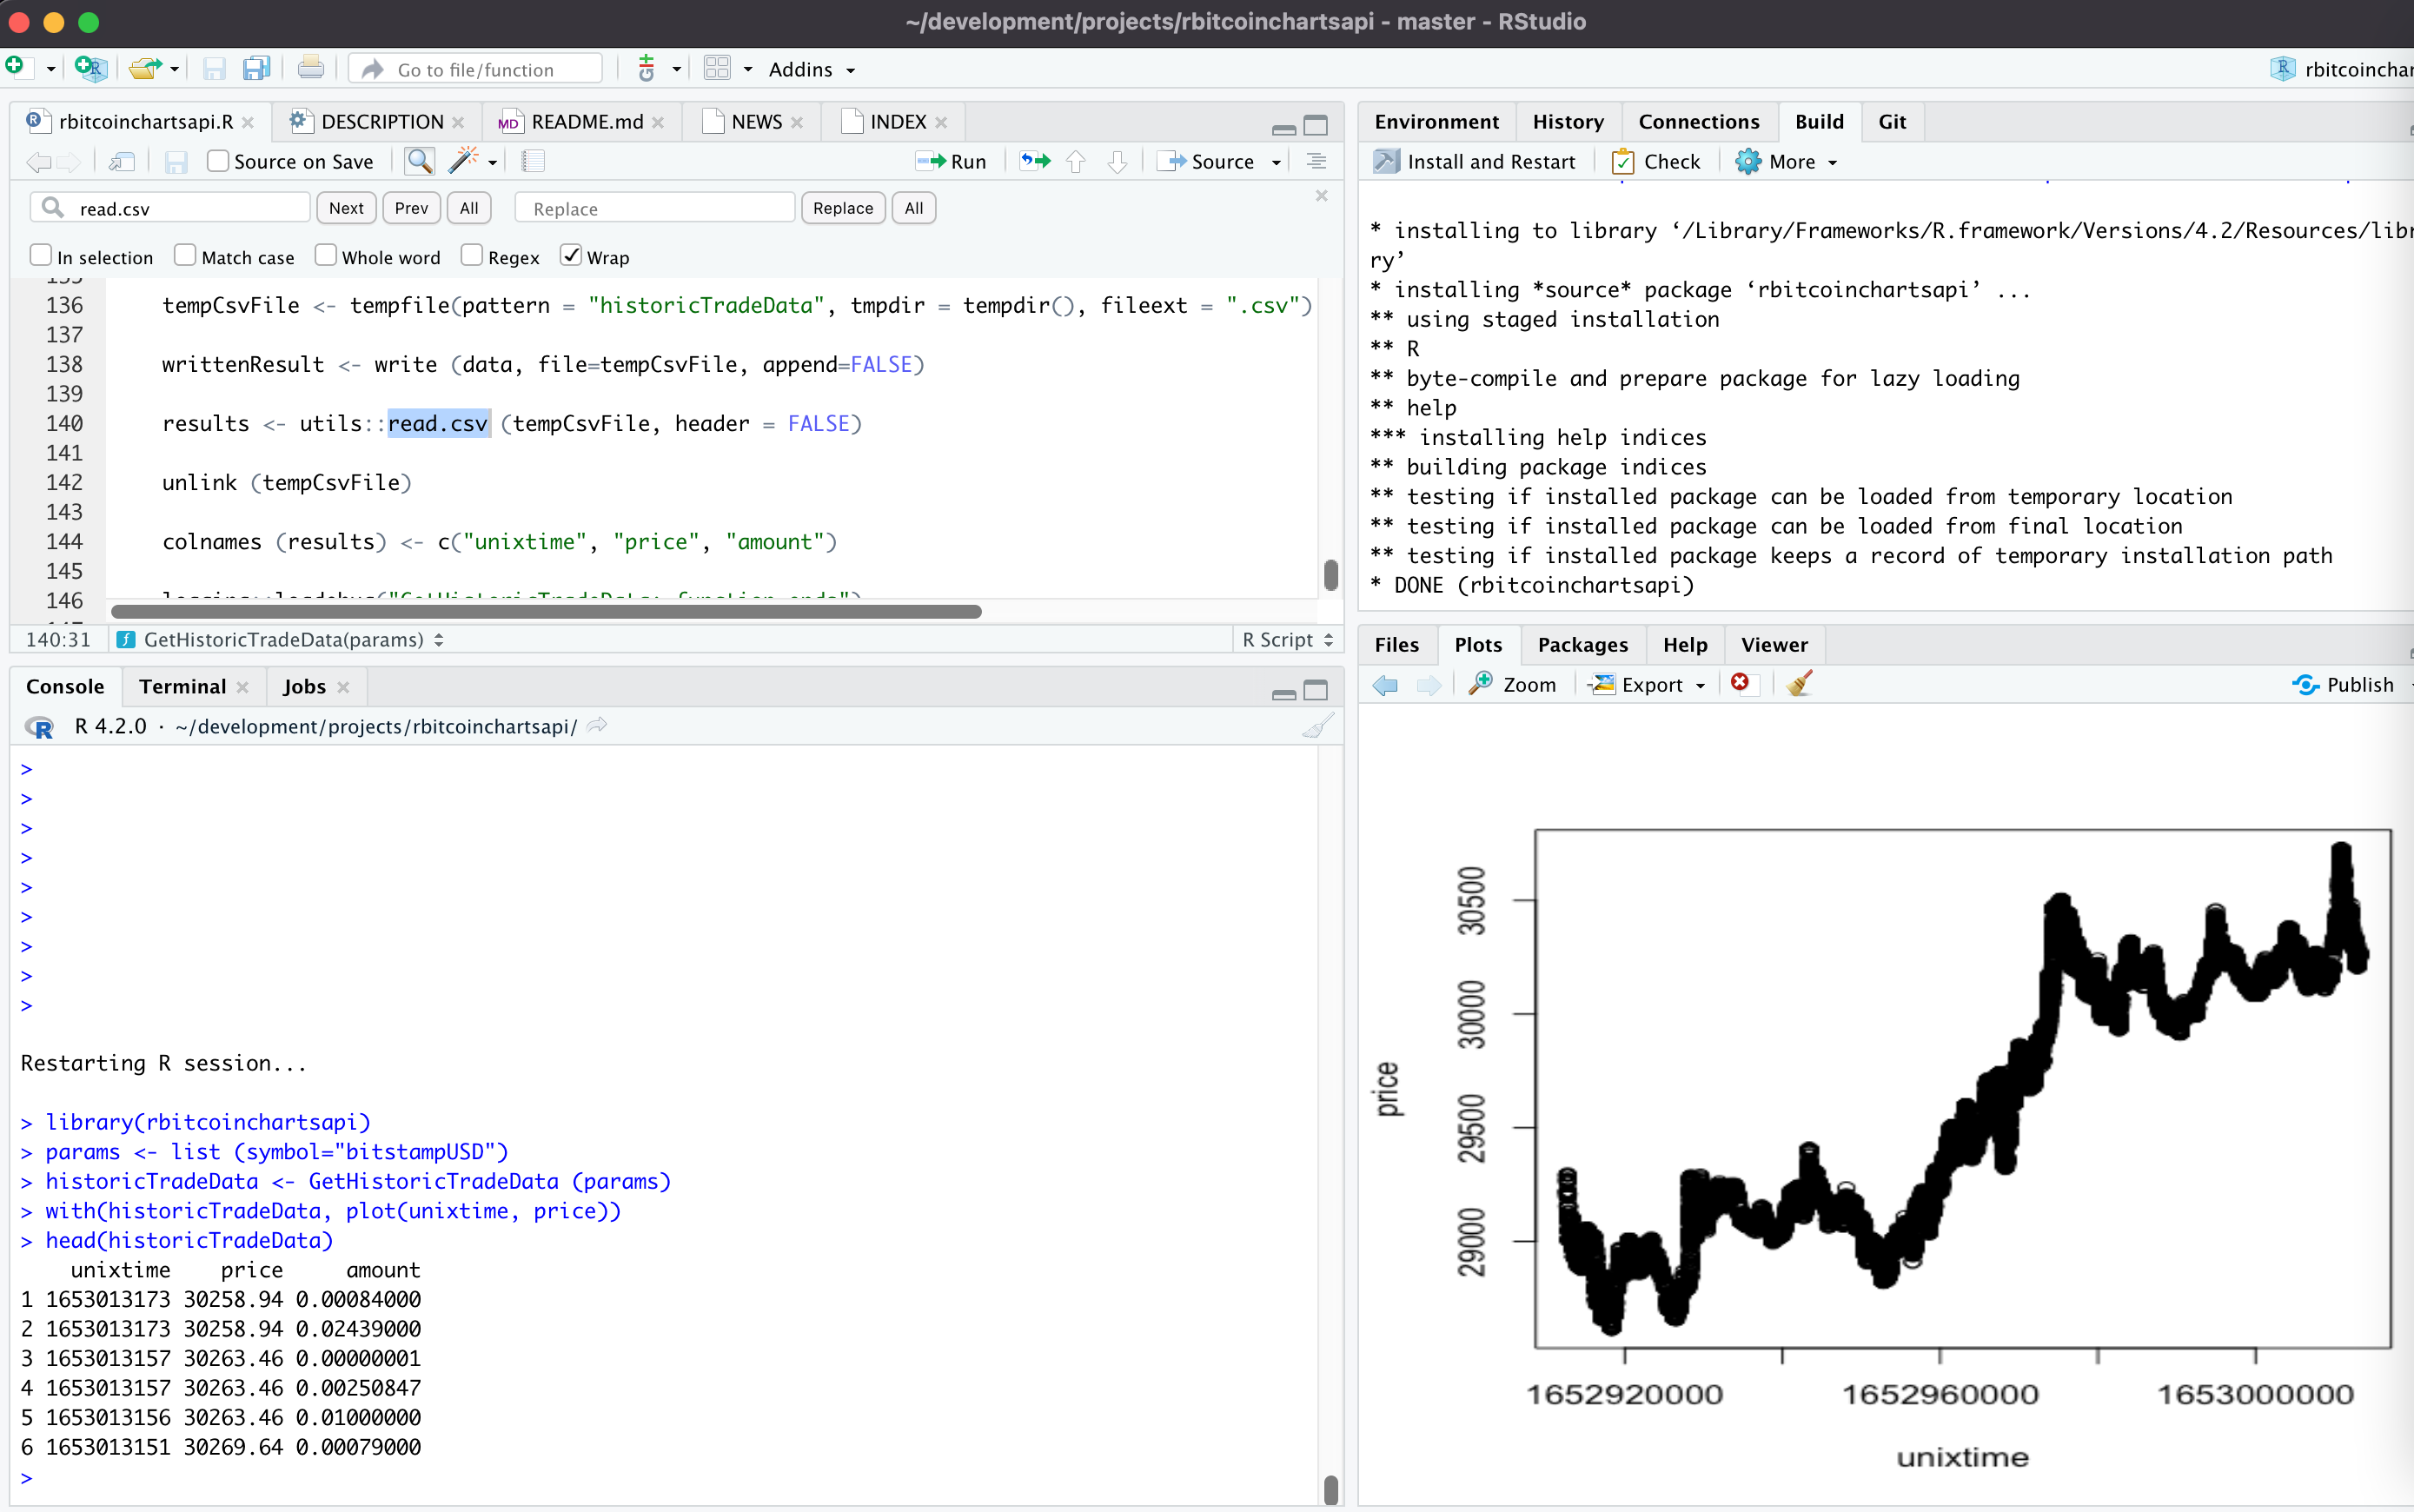 ~/development/projects/rbitcoinchartsapi - master - RStudio
Go to file/function
Addins
rbitcoinchar
rbitcoinchartsapi.R
DESCRIPTION
README.md
NEWS
INDEX
Source on Save
Run
Source
read.csv
Next
Prev
All
Replace
Replace
All
In selection
Match case
Whole word
Regex
Wrap
136 tempCsvFile <- tempfile(pattern = "historicTradeData", tmpdir = tempdir(), fileext = ".csv")
137
138 writtenResult <- write (data, file=tempCsvFile, append=FALSE)
139
140 results <- utils::read.csv (tempCsvFile, header = FALSE)
141
142 unlink (tempCsvFile)
143
144 colnames (results) <- c("unixtime", "price", "amount")
145
146
140:31
GetHistoricTradeData(params)
R Script
Console
Terminal
Jobs
R 4.2.0 · ~/development/projects/rbitcoinchartsapi/
>
>
>
>
>
>
>
>
>
Restarting R session...
> library(rbitcoinchartsapi)
> params <- list (symbol="bitstampUSD")
> historicTradeData <- GetHistoricTradeData (params)
> with(historicTradeData, plot(unixtime, price))
> head(historicTradeData)
unixtime price amount
1 1653013173 30258.94 0.00084000
2 1653013173 30258.94 0.02439000
3 1653013157 30263.46 0.00000001
4 1653013157 30263.46 0.00250847
5 1653013156 30263.46 0.01000000
6 1653013151 30269.64 0.00079000
>
Environment
History
Connections
Build
Git
Install and Restart
Check
More
* installing to library ‘/Library/Frameworks/R.framework/Versions/4.2/Resources/libr
ry’
* installing *source* package ‘rbitcoinchartsapi’ ...
** using staged installation
** R
** byte-compile and prepare package for lazy loading
** help
*** installing help indices
** building package indices
** testing if installed package can be loaded from temporary location
** testing if installed package can be loaded from final location
** testing if installed package keeps a record of temporary installation path
* DONE (rbitcoinchartsapi)
Files
Plots
Packages
Help
Viewer
Zoom
Export
Publish
price
30500
30000
29500
29000
1652920000
1652960000
1653000000
unixtime